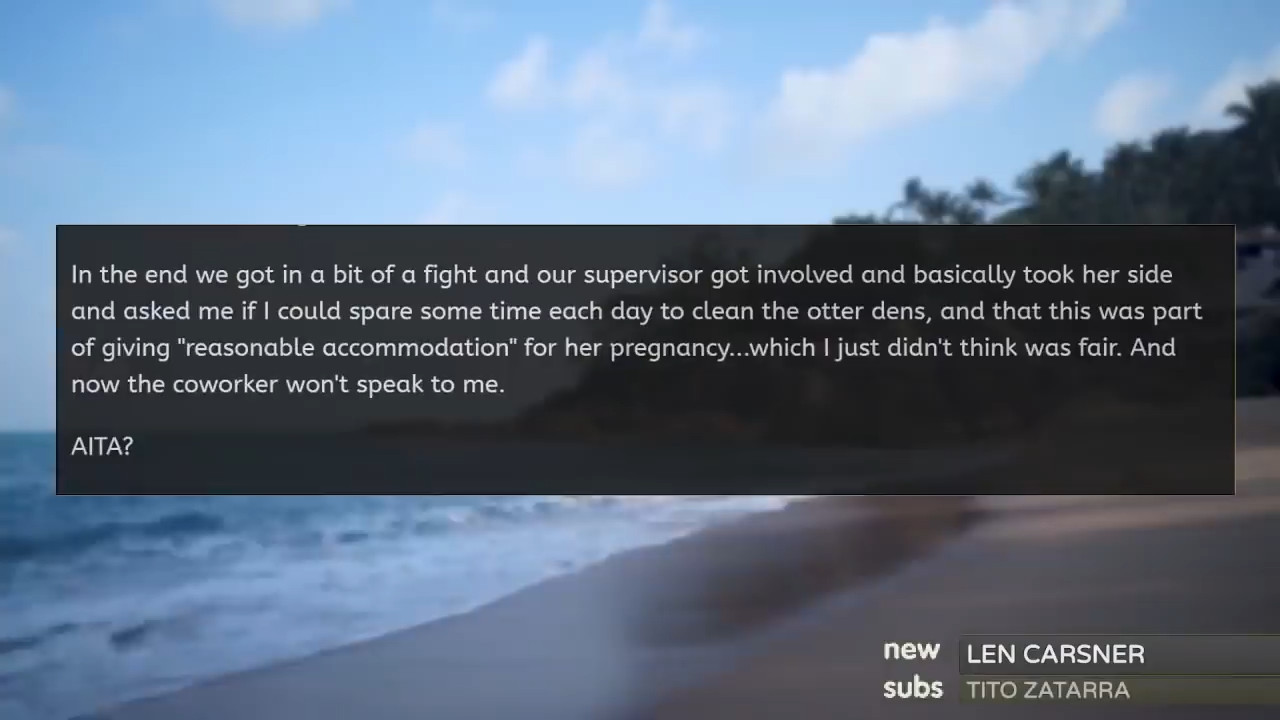 In the end we got in a bit of a fight and our supervisor got involved and basically took her side
and asked me if I could spare some time each day to clean the otter dens, and that this was part
of giving "reasonable accommodation" for her pregnancy...which I just didn't think was fair. And
now the coworker won't speak to me.
AITA?
new LEN CARSNER
subs TITO ZATARRA